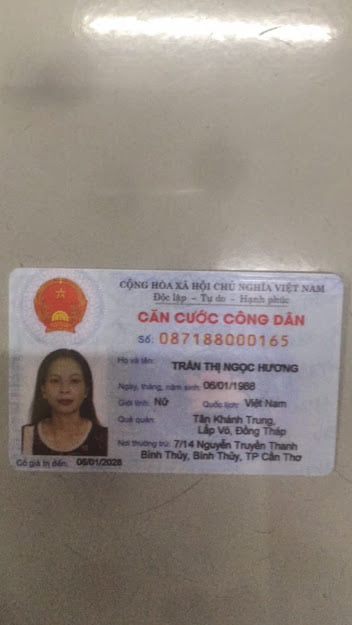 CỘNG HÒA XÃ HỘI CHỦ NGHĨA VIỆT NAM
Độc lập - Tự do - Hạnh phúc
CĂN CƯỚC CÔNG DÂN
Số: 087188000165
Họ và tên:
TRẦN THỊ NGỌC HƯƠNG
Ngày, tháng, năm sinh: 06/01/1988
Giới tính: Nữ Quốc tịch: Việt Nam
Quê quán: Tân Khánh Trung,
Lấp Vò, Đồng Tháp
Nơi thường trú: 7/14 Nguyễn Truyền Thanh
Bình Thủy, Bình Thủy, TP Cần Thơ
Có giá trị đến: 06/01/2028